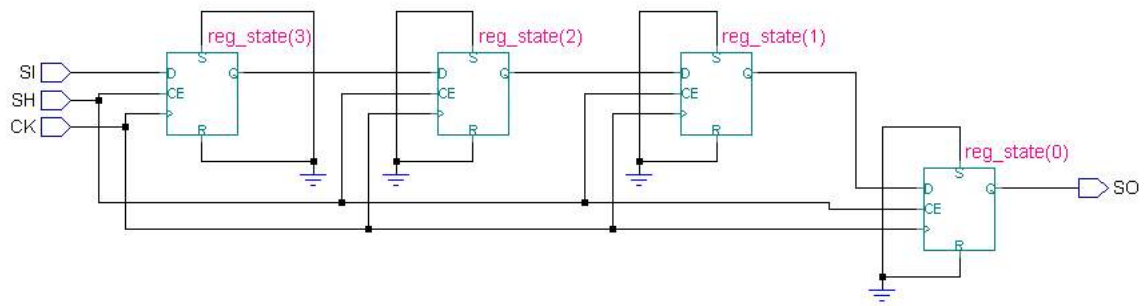 reg_state(3)
reg_state(2)
reg_state(1)
S
S
S
SI
D
Q
D
Q
D
Q
SH
CE
CE
CE
CK
R
R
R
reg_state(0)
S
D
Q
SO
CE
R